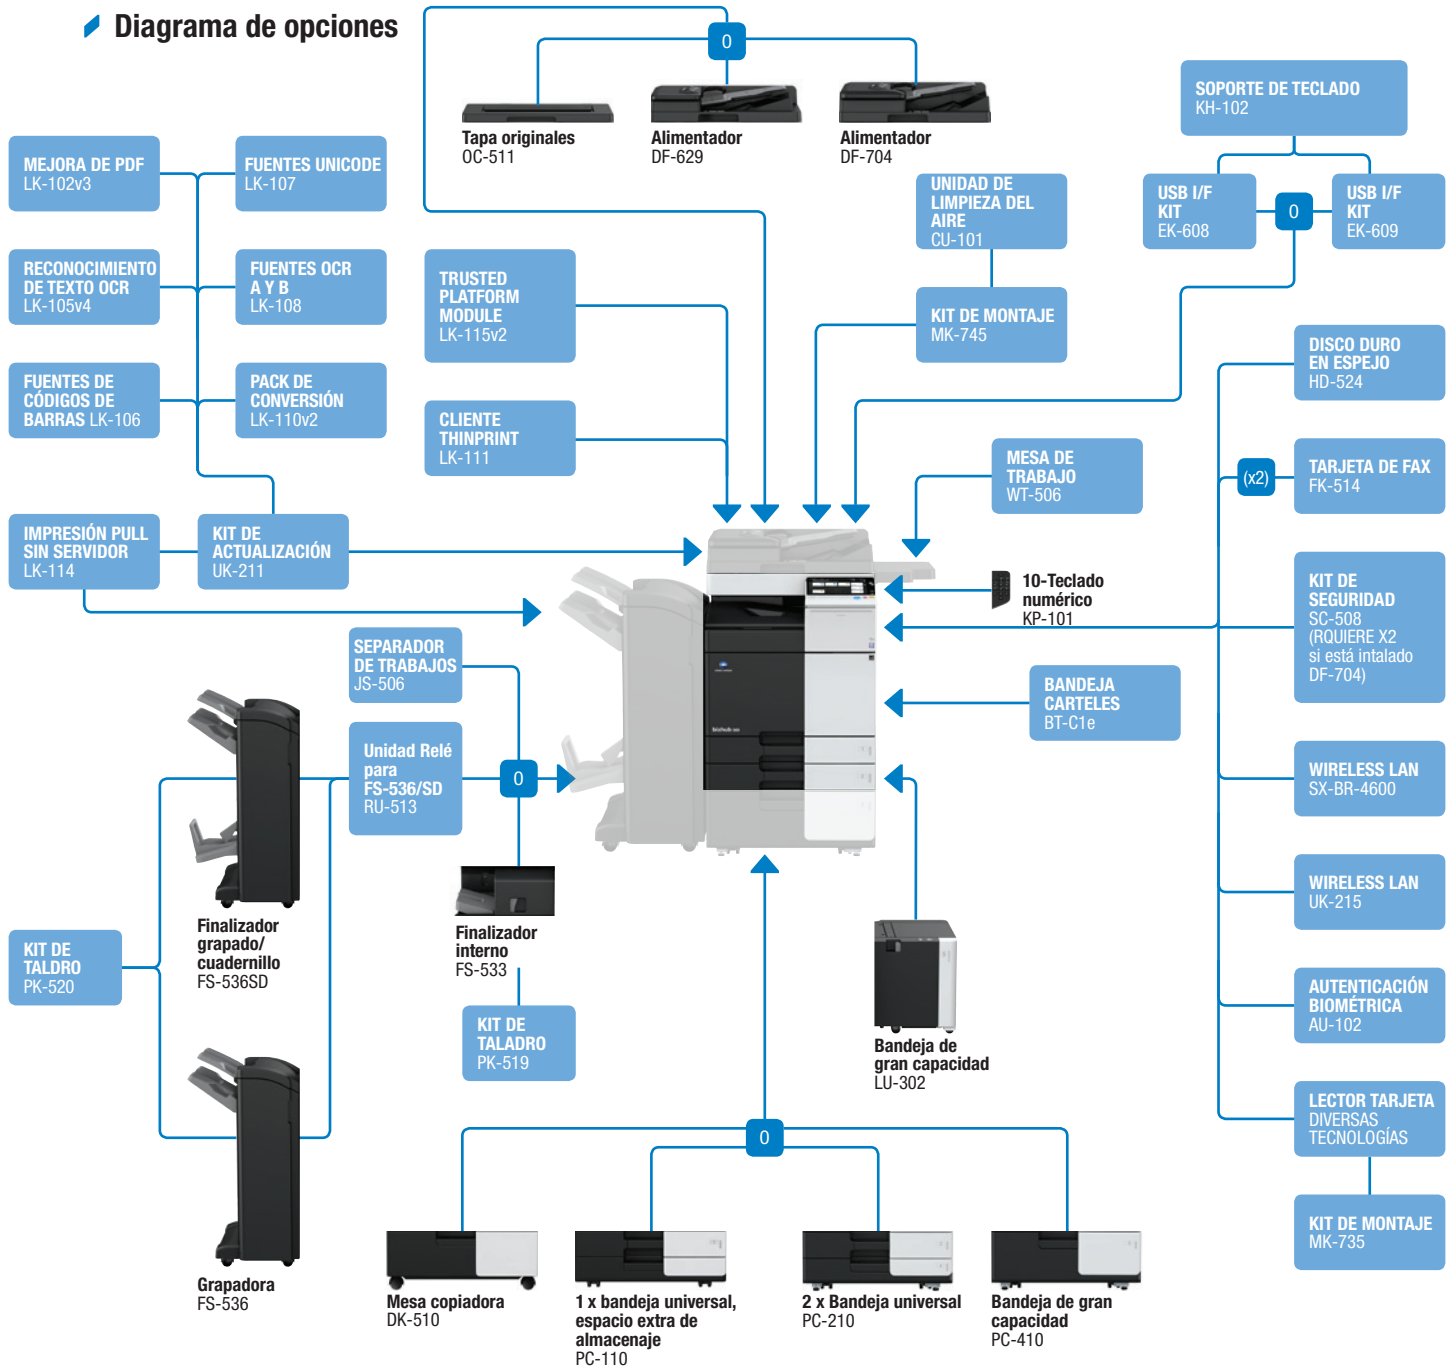 Diagrama de opciones
0
Tapa originales
OC-511
Alimentador
DF-629
Alimentador
DF-704
SOPORTE DE TECLADO
KH-102
USB I/F
KIT
EK-608
0
USB I/F
KIT
EK-609
MEJORA DE PDF
LK-102v3
FUENTES UNICODE
LK-107
RECONOCIMIENTO
DE TEXTO OCR
LK-105v4
FUENTES OCR
A Y B
LK-108
FUENTES DE
CÓDIGOS DE
BARRAS LK-106
PACK DE
CONVERSIÓN
LK-110v2
IMPRESIÓN PULL
SIN SERVIDOR
LK-114
KIT DE
ACTUALIZACIÓN
UK-211
TRUSTED
PLATFORM
MODULE
LK-115v2
CLIENTE
THINPRINT
LK-111
UNIDAD DE
LIMPIEZA DEL
AIRE
CU-101
KIT DE MONTAJE
MK-745
MESA DE
TRABAJO
WT-506
10-Teclado
numérico
KP-101
BANDEJA
CARTELES
BT-C1e
DISCO DURO
EN ESPEJO
HD-524
(x2)
TARJETA DE FAX
FK-514
KIT DE
SEGURIDAD
SC-508
(RQUIERE X2
si está intalado
DF-704)
WIRELESS LAN
SX-BR-4600
WIRELESS LAN
UK-215
AUTENTICACIÓN
BIOMÉTRICA
AU-102
LECTOR TARJETA
DIVERSAS
TECNOLOGÍAS
KIT DE MONTAJE
MK-735
SEPARADOR
DE TRABAJOS
JS-506
Unidad Relé
para
FS-536/SD
RU-513
0
Finalizador
interno
FS-533
KIT DE
TALADRO
PK-519
Finalizador
grapado/
cuadernillo
FS-536SD
KIT DE
TALDRO
PK-520
Grapadora
FS-536
Bandeja de
gran capacidad
LU-302
0
Mesa copiadora
DK-510
1 x bandeja universal,
espacio extra de
almacenaje
PC-110
2 x Bandeja universal
PC-210
Bandeja de gran
capacidad
PC-410